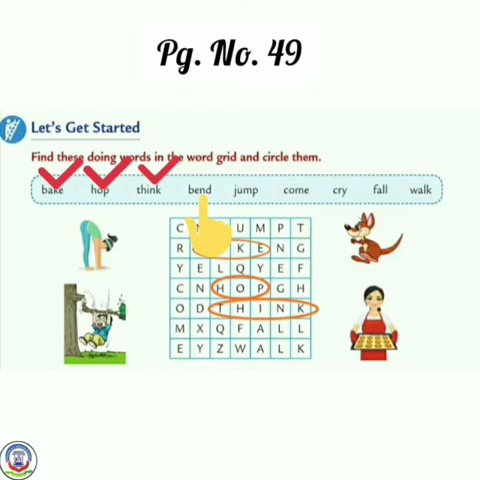 Pg. No. 49
Let's Get Started
Find these doing words in the word grid and circle them.
bake hop think bend jump come cry fall walk
C U M P T
R K E N G
Y E L Q Y E F
C N H O P G H
O D T H I N K
M X Q F A L L
E Y Z W A L K